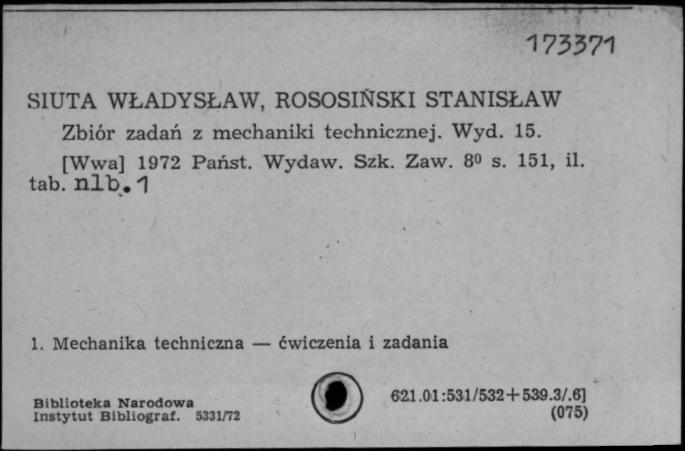 173371
SIUTA WŁADYSŁAW, ROSOSIŃSKI STANISŁAW
Zbiór zadań z mechaniki technicznej. Wyd. 15.
[Wwa] 1972 Państ. Wydaw. Szk. Zaw. 8⁰ s. 151, il.
tab. nlb. 1
1. Mechanika techniczna — ćwiczenia i zadania
Biblioteka Narodowa
Instytut Bibliograf. 5331/72
621.01:531/532+539.3/.6]
(075)